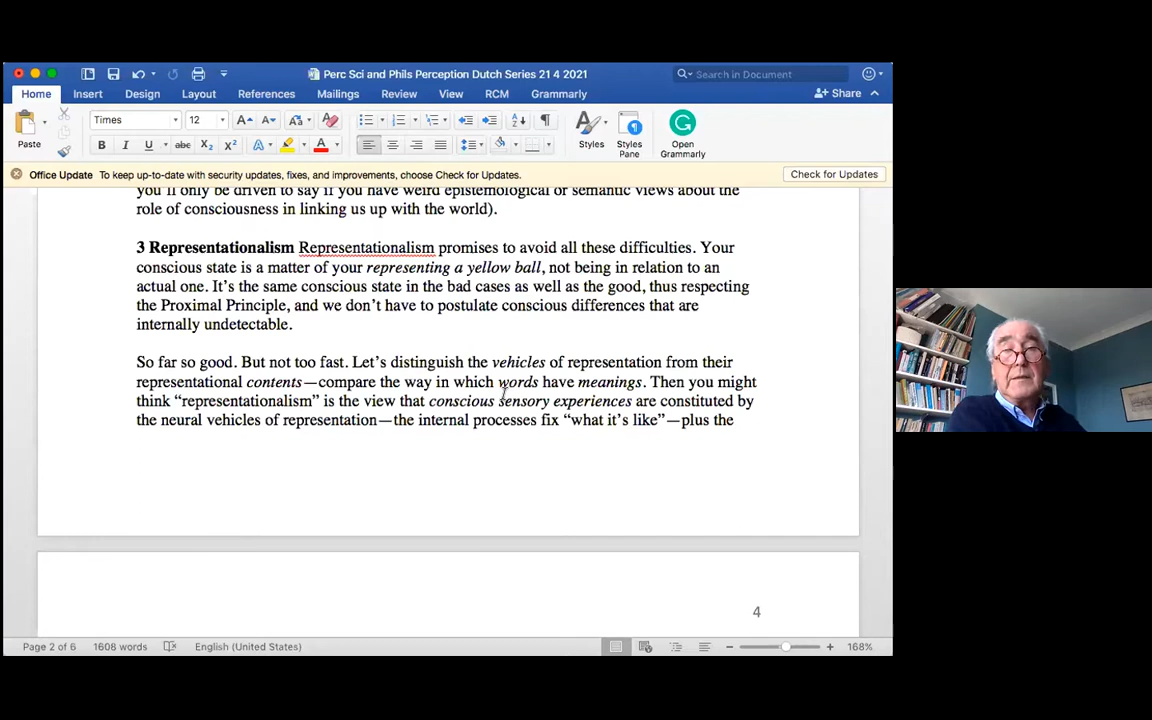 Perc Sci and Phils Perception Dutch Series 21 4 2021
Search in Document
Home Insert Design Layout References Mailings Review View RCM Grammarly
Share
Times 12
Paste
B I U abc X2 X2 A A
Styles Styles Pane Open Grammarly
Office Update To keep up-to-date with security updates, fixes, and improvements, choose Check for Updates.
Check for Updates
you'll only be driven to say if you have weird epistemological or semantic views about the
role of consciousness in linking us up with the world).
3 Representationalism Representationalism promises to avoid all these difficulties. Your
conscious state is a matter of your representing a yellow ball, not being in relation to an
actual one. It's the same conscious state in the bad cases as well as the good, thus respecting
the Proximal Principle, and we don't have to postulate conscious differences that are
internally undetectable.
So far so good. But not too fast. Let's distinguish the vehicles of representation from their
representational contents—compare the way in which words have meanings. Then you might
think “representationalism” is the view that conscious sensory experiences are constituted by
the neural vehicles of representation—the internal processes fix “what it's like”—plus the
4
Page 2 of 6 1608 words English (United States) 168%